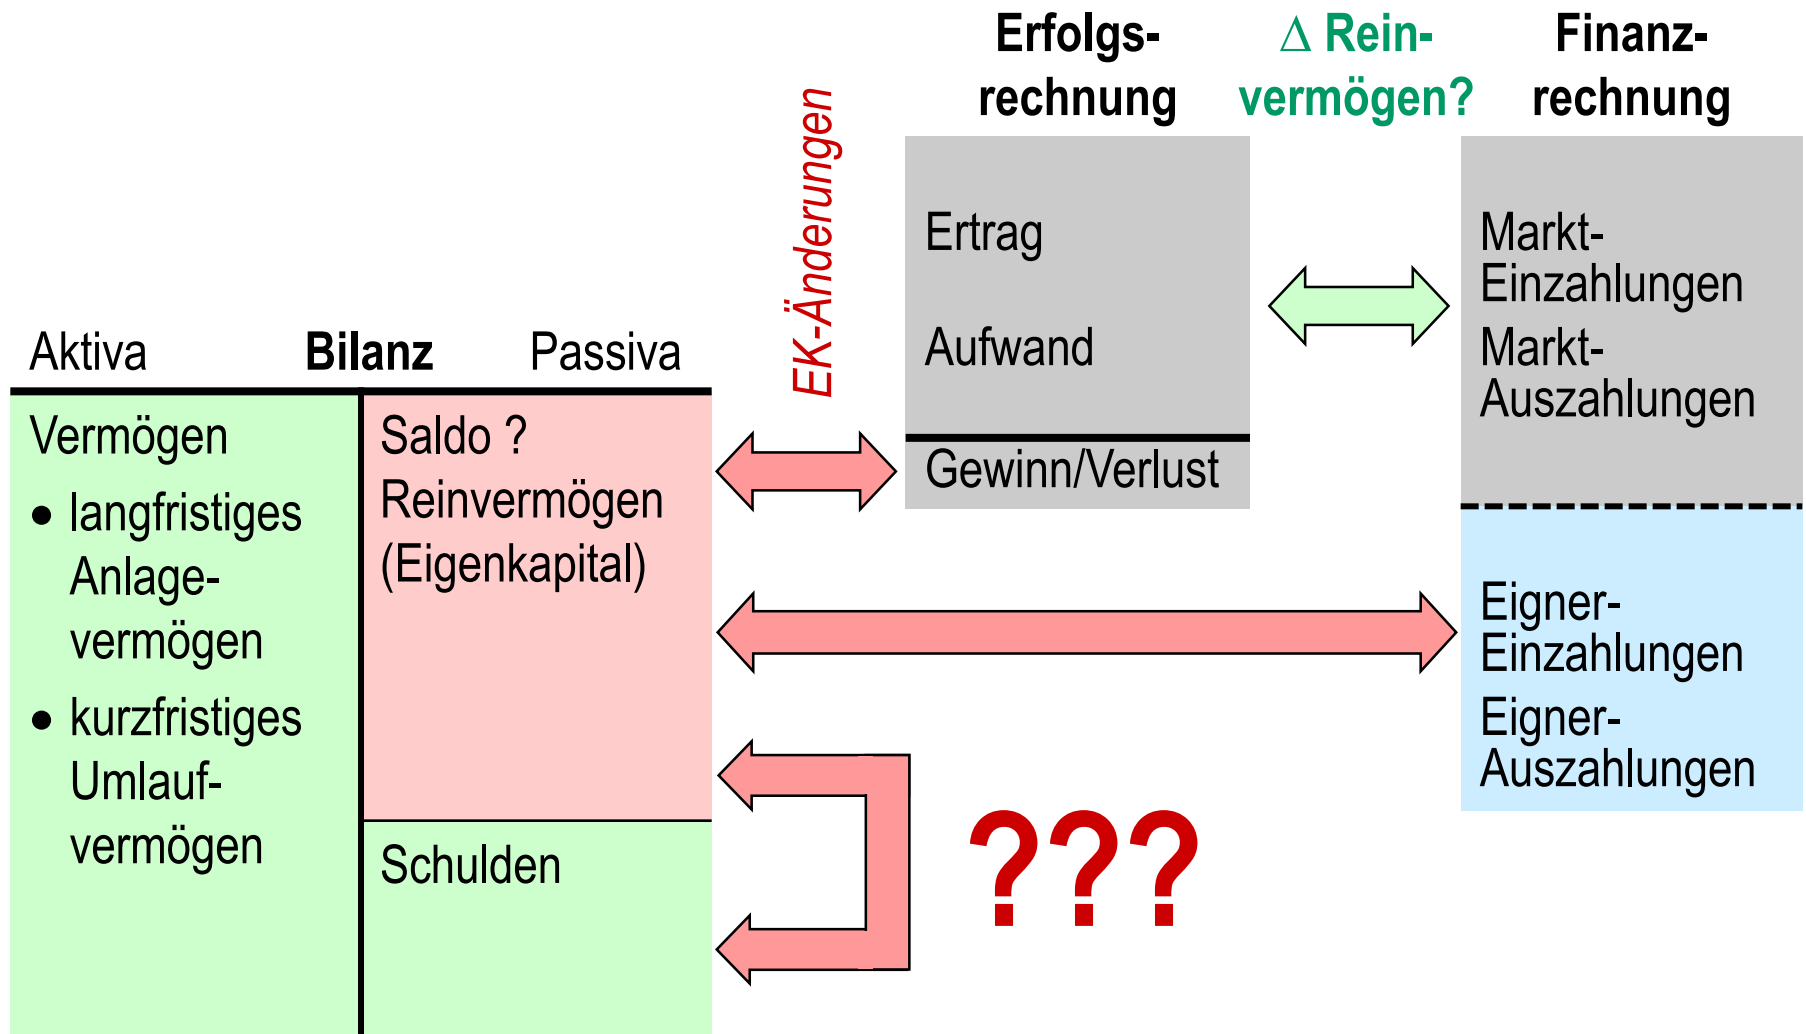 Erfolgs-
rechnung
Δ Rein-
vermögen?
Finanz-
rechnung
EK-Änderungen
Ertrag
Aufwand
Gewinn/Verlust
Markt-
Einzahlungen
Markt-
Auszahlungen
Eigner-
Einzahlungen
Eigner-
Auszahlungen
Aktiva Bilanz Passiva
Vermögen
• langfristiges
Anlage-
vermögen
• kurzfristiges
Umlauf-
vermögen
Saldo ?
Reinvermögen
(Eigenkapital)
Schulden
???